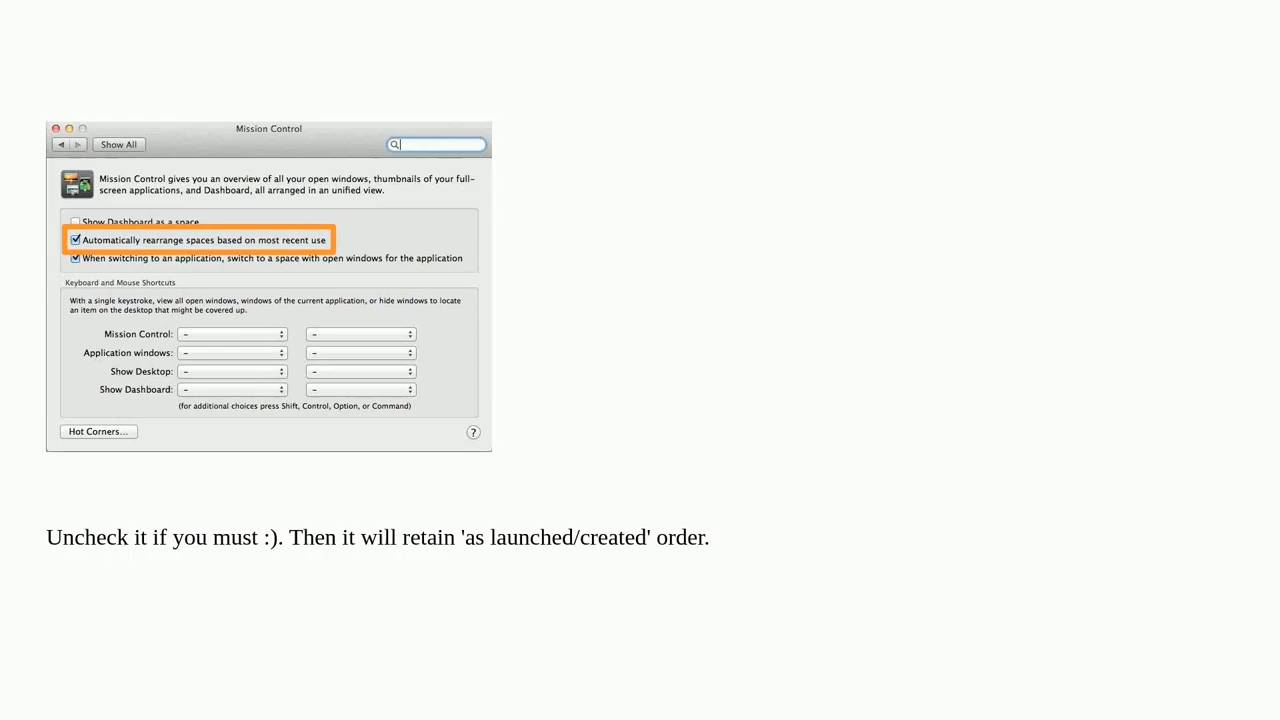 Mission Control
Show All
Mission Control gives you an overview of all your open windows, thumbnails of your full-
screen applications, and Dashboard, all arranged in an unified view.
Show Dashboard as a space
Automatically rearrange spaces based on most recent use
When switching to an application, switch to a space with open windows for the application
Keyboard and Mouse Shortcuts
With a single keystroke, view all open windows, windows of the current application, or hide windows to locate
an item on the desktop that might be covered up.
Mission Control: – –
Application windows: – –
Show Desktop: – –
Show Dashboard: – –
(for additional choices press Shift, Control, Option, or Command)
Hot Corners... ?
Uncheck it if you must :). Then it will retain 'as launched/created' order.